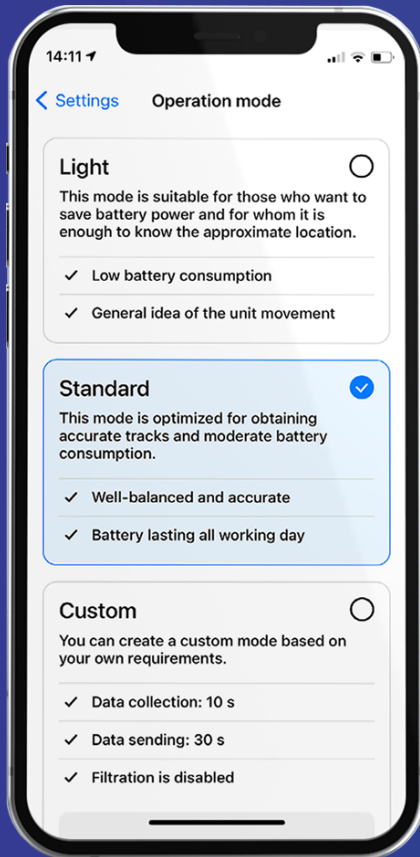 14:11
Settings
Operation mode
Light
This mode is suitable for those who want to
save battery power and for whom it is
enough to know the approximate location.
Low battery consumption
General idea of the unit movement
Standard
This mode is optimized for obtaining
accurate tracks and moderate battery
consumption.
Well-balanced and accurate
Battery lasting all working day
Custom
You can create a custom mode based on
your own requirements.
Data collection: 10 s
Data sending: 30 s
Filtration is disabled